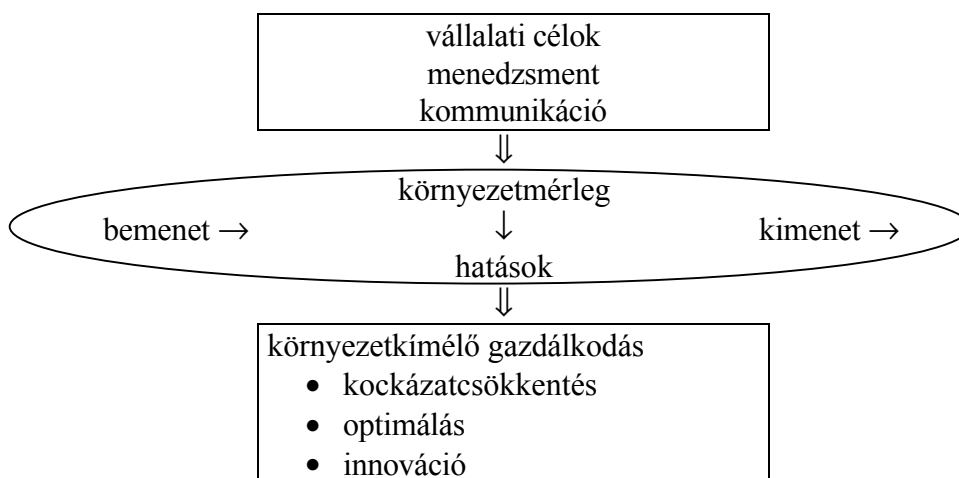 vállalati célok
menedzsment
kommunikáció
⇓
környezetmérleg
bemenet → ↓ kimenet →
hatások
⇓
környezetkímélő gazdálkodás
• kockázatcsökkentés
• optimálás
• innováció